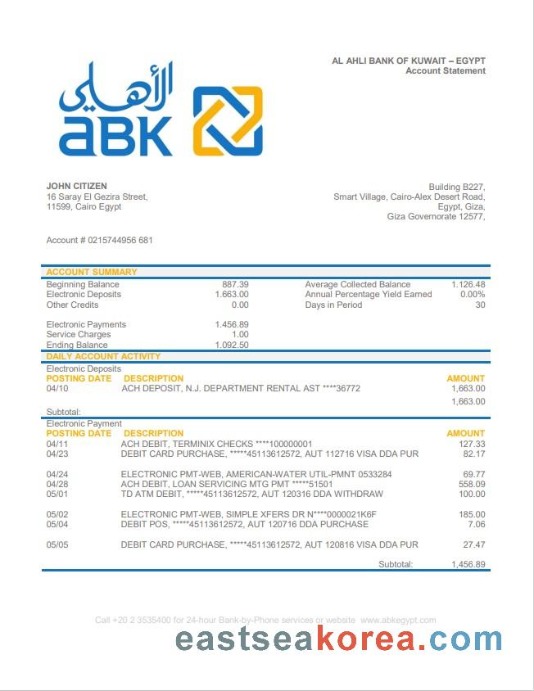 AL AHLI BANK OF KUWAIT – EGYPT
Account Statement
الأهلي
aBK
JOHN CITIZEN
16 Saray El Gezira Street,
11599, Cairo Egypt
Building B227,
Smart Village, Cairo-Alex Desert Road,
Egypt, Giza,
Giza Governorate 12577,
Account # 0215744956 681
ACCOUNT SUMMARY
Beginning Balance 887.39 Average Collected Balance 1.126.48
Electronic Deposits 1.663.00 Annual Percentage Yield Earned 0.00%
Other Credits 0.00 Days in Period 30
Electronic Payments 1.456.89
Service Charges 1.00
Ending Balance 1.092.50
DAILY ACCOUNT ACTIVITY
Electronic Deposits
POSTING DATE DESCRIPTION AMOUNT
04/10 ACH DEPOSIT, N.J. DEPARTMENT RENTAL AST ****36772 1,663.00
1,663.00
Subtotal:
Electronic Payment
POSTING DATE DESCRIPTION AMOUNT
04/11 ACH DEBIT, TERMINIX CHECKS ****100000001 127.33
04/23 DEBIT CARD PURCHASE, *****45113612572, AUT 112716 VISA DDA PUR 82.17
04/24 ELECTRONIC PMT-WEB, AMERICAN-WATER UTIL-PMNT 0533284 69.77
04/28 ACH DEBIT, LOAN SERVICING MTG PMT *****51501 558.09
05/01 TD ATM DEBIT, *****45113612572, AUT 120316 DDA WITHDRAW 100.00
05/02 ELECTRONIC PMT-WEB, SIMPLE XFERS DR N****0000021K6F 185.00
05/04 DEBIT POS, *****45113612572, AUT 120716 DDA PURCHASE 7.06
05/05 DEBIT CARD PURCHASE, *****45113612572, AUT 120816 VISA DDA PUR 27.47
Subtotal: 1,456.89
Call +20 2 3535400 for 24-hour Bank-by-Phone services or website www.abkegypt.com
eastseakorea.com